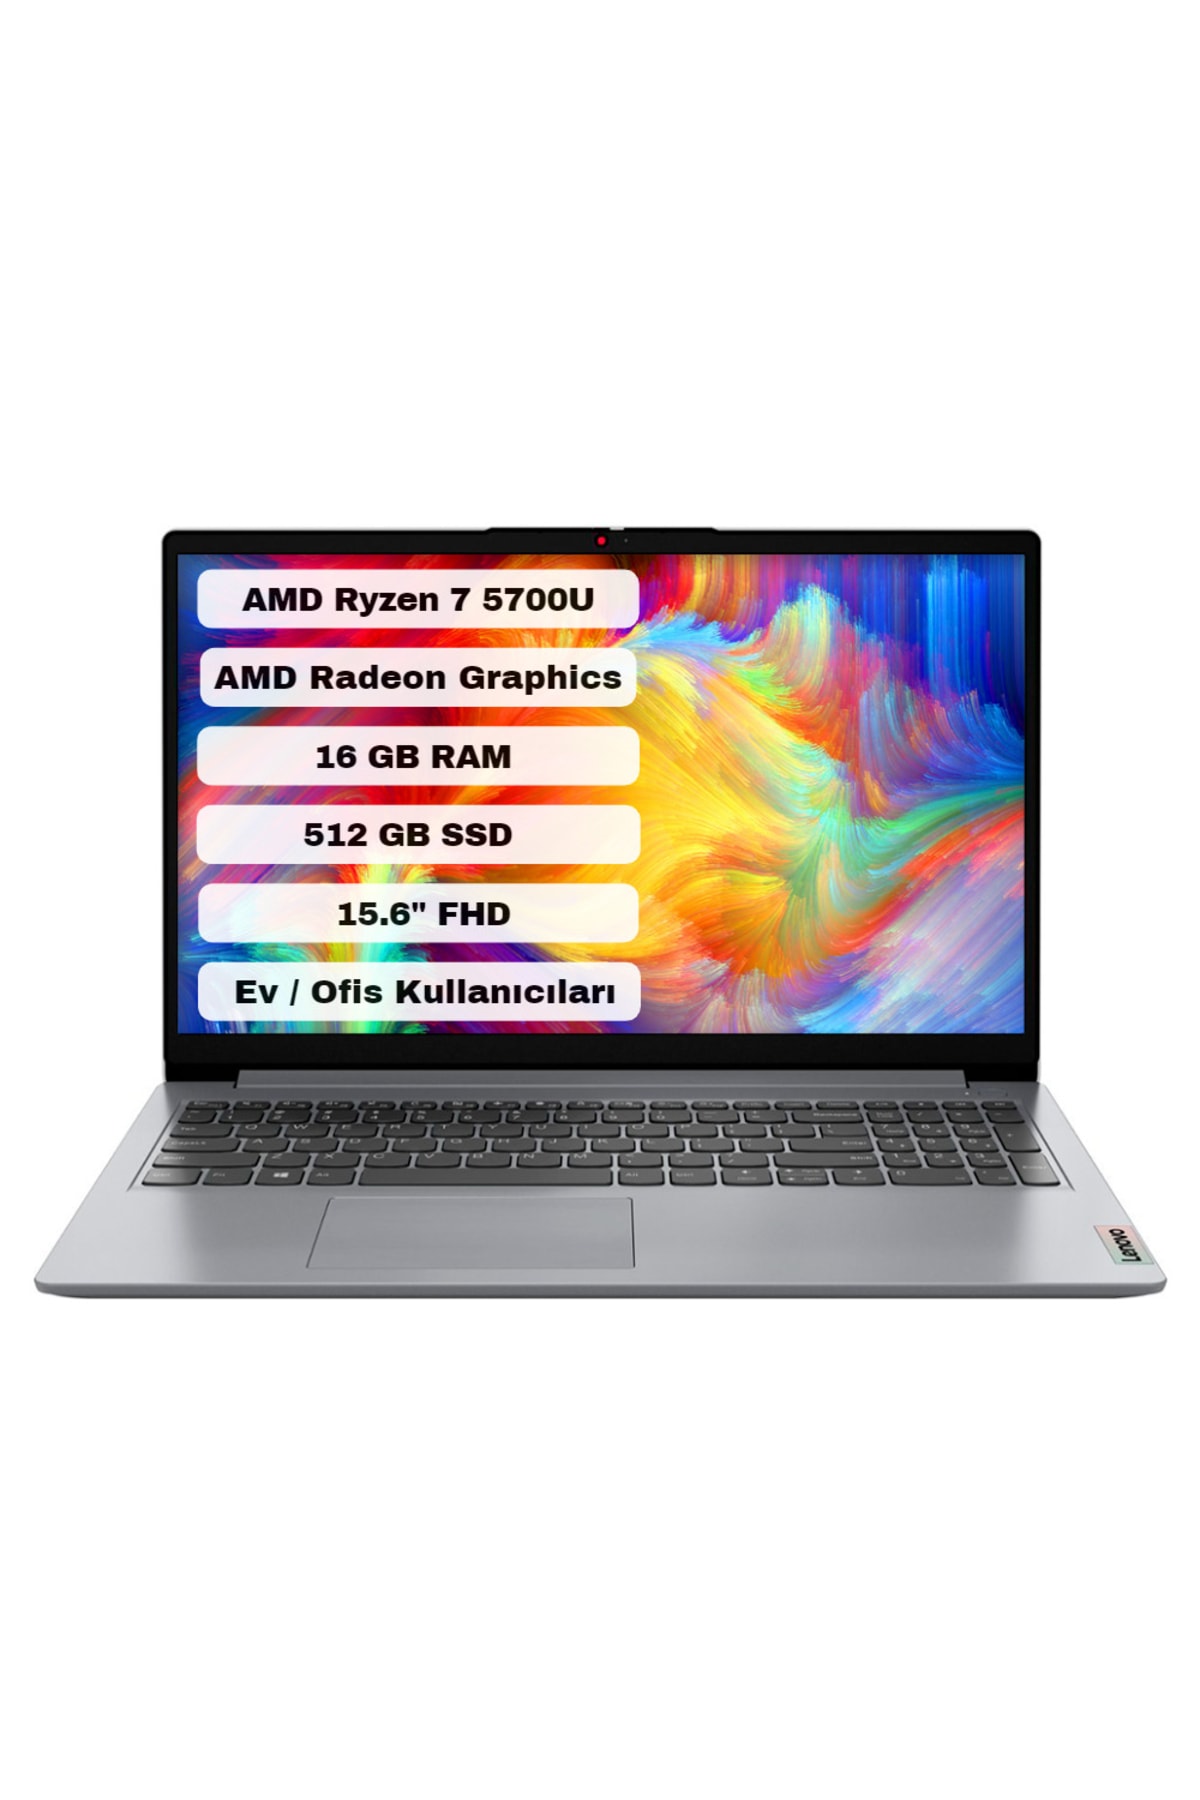 AMD Ryzen 7 5700U
AMD Radeon Graphics
16 GB RAM
512 GB SSD
15.6" FHD
Ev / Ofis Kullanıcıları
Lenovo